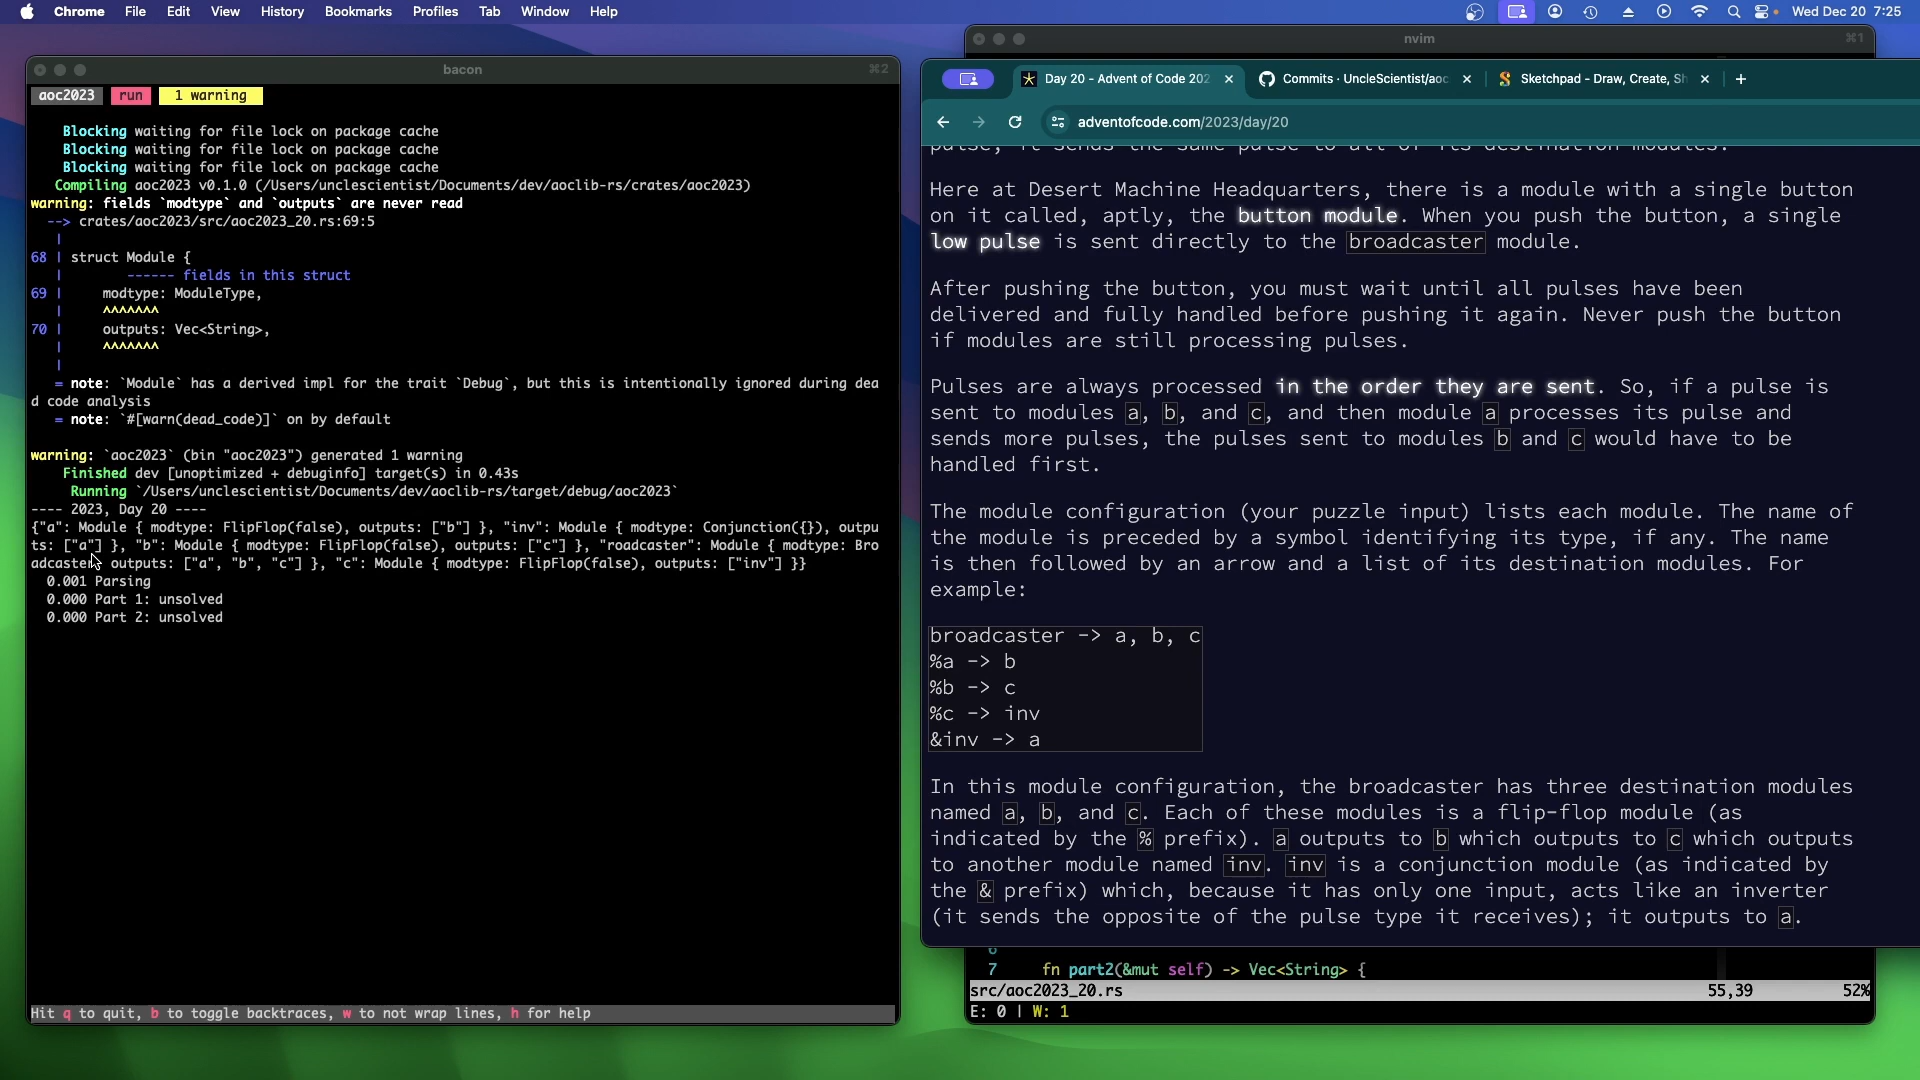 Chrome File Edit View History Bookmarks Profiles Tab Window Help
Wed Dec 20 7:25
nvim
⌘1
bacon
⌘2
aoc2023 run 1 warning
Blocking waiting for file lock on package cache
Blocking waiting for file lock on package cache
Blocking waiting for file lock on package cache
Compiling aoc2023 v0.1.0 (/Users/unclescientist/Documents/dev/aoclib-rs/crates/aoc2023)
warning: fields `modtype` and `outputs` are never read
--> crates/aoc2023/src/aoc2023_20.rs:69:5
|
68 | struct Module {
| ------ fields in this struct
69 | modtype: ModuleType,
| ^^^^^^^
70 | outputs: Vec<String>,
| ^^^^^^^
|
= note: `Module` has a derived impl for the trait `Debug`, but this is intentionally ignored during dea
d code analysis
= note: `#[warn(dead_code)]` on by default
warning: `aoc2023` (bin "aoc2023") generated 1 warning
Finished dev [unoptimized + debuginfo] target(s) in 0.43s
Running `/Users/unclescientist/Documents/dev/aoclib-rs/target/debug/aoc2023`
---- 2023, Day 20 ----
{"a": Module { modtype: FlipFlop(false), outputs: ["b"] }, "inv": Module { modtype: Conjunction({}), outpu
ts: ["a"] }, "b": Module { modtype: FlipFlop(false), outputs: ["c"] }, "roadcaster": Module { modtype: Bro
adcaster, outputs: ["a", "b", "c"] }, "c": Module { modtype: FlipFlop(false), outputs: ["inv"] }}
0.001 Parsing
0.000 Part 1: unsolved
0.000 Part 2: unsolved
Hit q to quit, b to toggle backtraces, w to not wrap lines, h for help
Day 20 - Advent of Code 202
Commits · UncleScientist/aoc
Sketchpad - Draw, Create, Sh
adventofcode.com/2023/day/20
pulse, it sends the same pulse to all of its destination modules.
Here at Desert Machine Headquarters, there is a module with a single button
on it called, aptly, the button module. When you push the button, a single
low pulse is sent directly to the broadcaster module.
After pushing the button, you must wait until all pulses have been
delivered and fully handled before pushing it again. Never push the button
if modules are still processing pulses.
Pulses are always processed in the order they are sent. So, if a pulse is
sent to modules a, b, and c, and then module a processes its pulse and
sends more pulses, the pulses sent to modules b and c would have to be
handled first.
The module configuration (your puzzle input) lists each module. The name of
the module is preceded by a symbol identifying its type, if any. The name
is then followed by an arrow and a list of its destination modules. For
example:
broadcaster -> a, b, c
%a -> b
%b -> c
%c -> inv
&inv -> a
In this module configuration, the broadcaster has three destination modules
named a, b, and c. Each of these modules is a flip-flop module (as
indicated by the % prefix). a outputs to b which outputs to c which outputs
to another module named inv. inv is a conjunction module (as indicated by
the & prefix) which, because it has only one input, acts like an inverter
(it sends the opposite of the pulse type it receives); it outputs to a.
6
7 fn part2(&mut self) -> Vec<String> {
src/aoc2023_20.rs 55,39 52%
E: 0 | W: 1